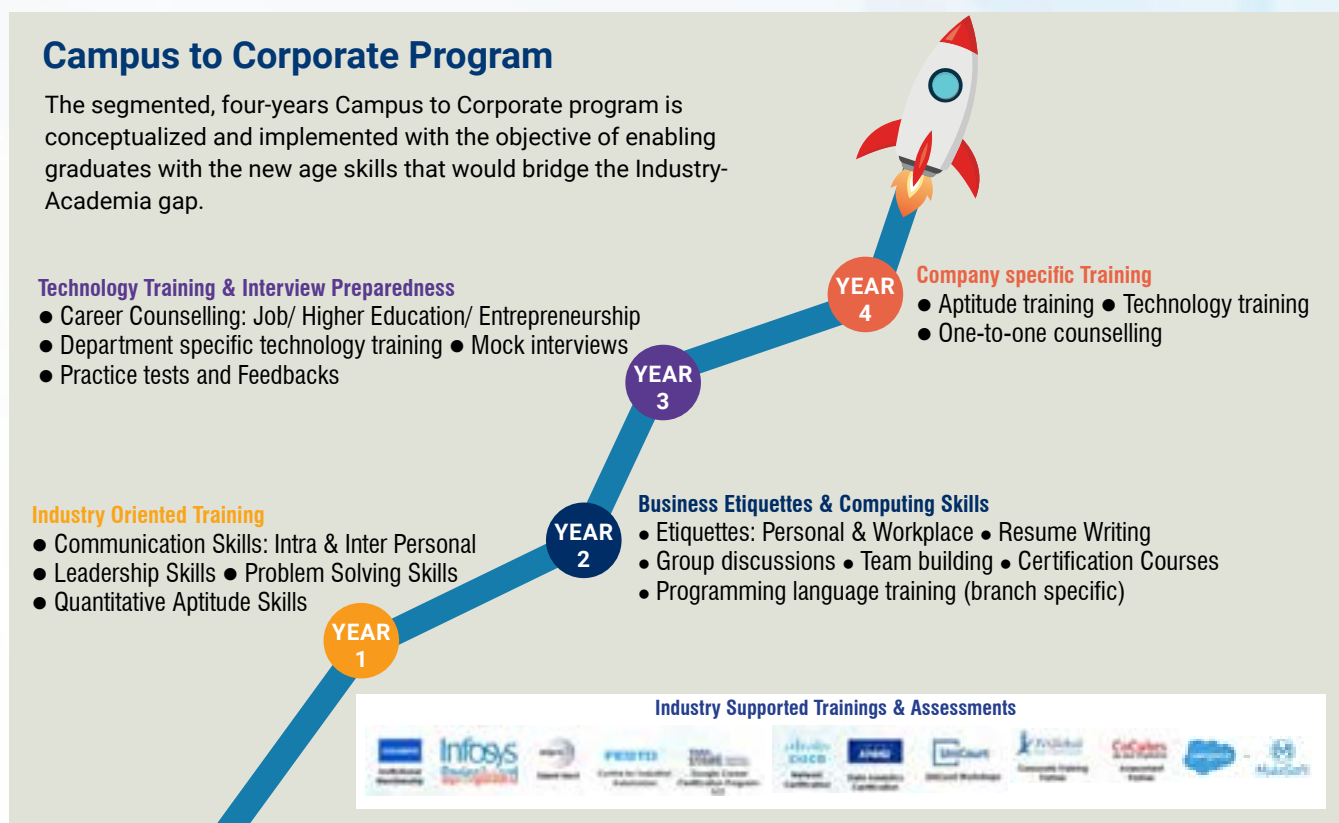 Campus to Corporate Program
The segmented, four-years Campus to Corporate program is
conceptualized and implemented with the objective of enabling
graduates with the new age skills that would bridge the Industry-
Academia gap.
Technology Training & Interview Preparedness
● Career Counselling: Job/ Higher Education/ Entrepreneurship
● Department specific technology training ● Mock interviews
● Practice tests and Feedbacks
YEAR
4
Company specific Training
● Aptitude training ● Technology training
● One-to-one counselling
YEAR
3
Industry Oriented Training
● Communication Skills: Intra & Inter Personal
● Leadership Skills ● Problem Solving Skills
● Quantitative Aptitude Skills
YEAR
2
Business Etiquettes & Computing Skills
● Etiquettes: Personal & Workplace ● Resume Writing
● Group discussions ● Team building ● Certification Courses
● Programming language training (branch specific)
YEAR
1
Industry Supported Trainings & Assessments
Infosys
FESTO
CISCO
KPMG
UniCourt
CoCubes
MuleSoft